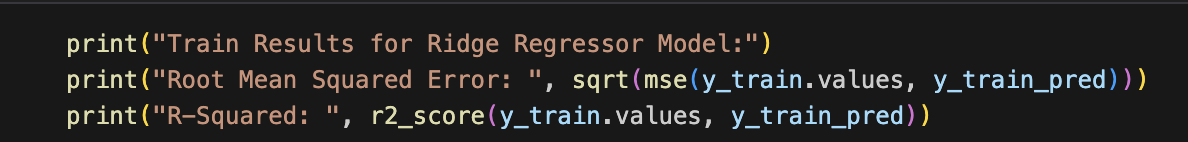 print("Train Results for Ridge Regressor Model:")
print("Root Mean Squared Error: ", sqrt(mse(y_train.values, y_train_pred)))
print("R-Squared: ", r2_score(y_train.values, y_train_pred))